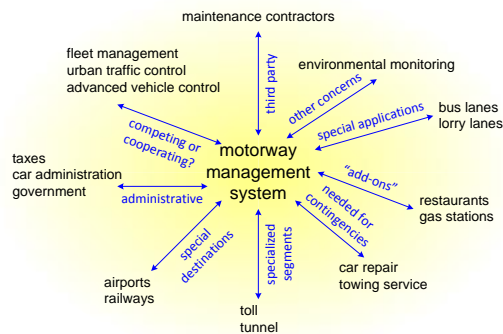 maintenance contractors
fleet management
urban traffic control
advanced vehicle control
environmental monitoring
third party
other concerns
special applications
bus lanes
lorry lanes
competing or
cooperating?
motorway
management
system
taxes
car administration
government
administrative
"add-ons"
restaurants
gas stations
needed for
contingencies
special
destinations
specialized
segments
car repair
towing service
airports
railways
toll
tunnel